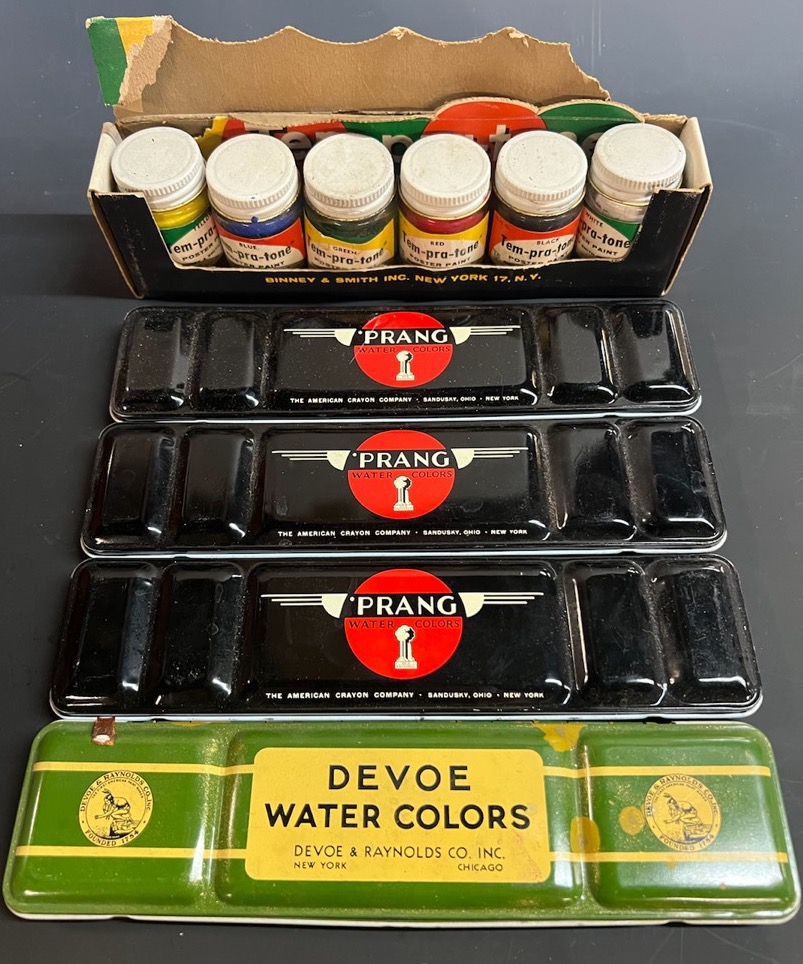 Tem-pra-tone
BLUE
GREEN
RED
BLACK
WHITE
Tem-pra-tone
Tem-pra-tone
Tem-pra-tone
Tem-pra-tone
Tem-pra-tone
Tem-pra-tone
POSTER PAINT
POSTER PAINT
POSTER PAINT
POSTER PAINT
POSTER PAINT
BINNEY & SMITH INC. NEW YORK 17, N.Y.
PRANG
WATER COLORS
THE AMERICAN CRAYON COMPANY · SANDUSKY, OHIO · NEW YORK
PRANG
WATER COLORS
THE AMERICAN CRAYON COMPANY · SANDUSKY, OHIO · NEW YORK
PRANG
WATER COLORS
THE AMERICAN CRAYON COMPANY · SANDUSKY, OHIO · NEW YORK
DEVOE
WATER COLORS
DEVOE & RAYNOLDS CO. INC.
NEW YORK CHICAGO
DEVOE & RAYNOLDS CO. INC.
FOUNDED 1754
DEVOE & RAYNOLDS CO. INC.
FOUNDED 1754